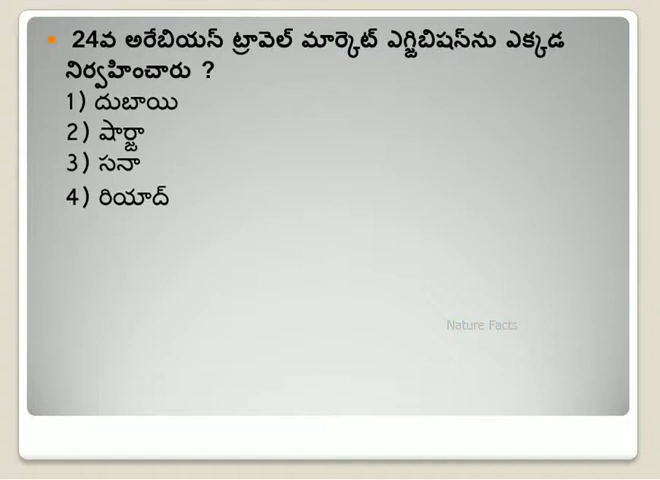 24వ అరేబియన్ ట్రావెల్ మార్కెట్ ఎగ్జిబిషన్‌ను ఎక్కడ
నిర్వహించారు ?
1) దుబాయి
2) షార్జా
3) సనా
4) రియాద్
Nature Facts